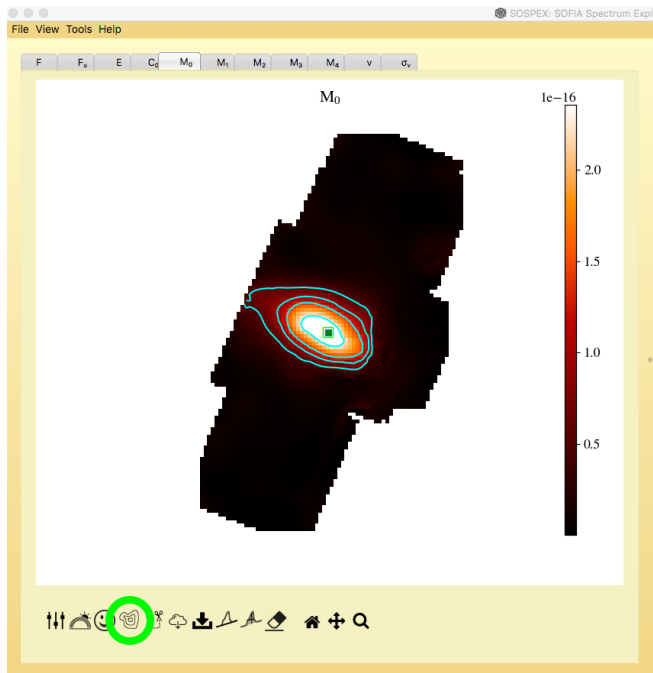 SOSPEX: SOFIA Spectrum Expl
File View Tools Help
F Fᵤ E C₀ M₀ M₁ M₂ M₃ M₄ v σᵥ
M₀
1e−16
2.0
1.5
1.0
0.5